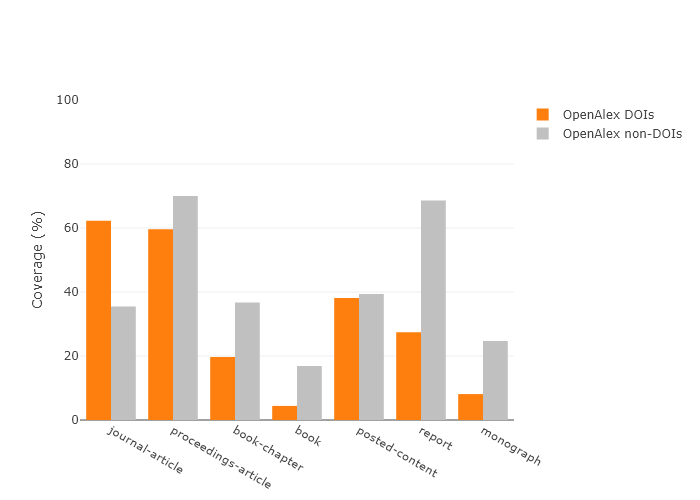 100
80
60
40
20
0
Coverage (%)
journal-article
proceedings-article
book-chapter
book
posted-content
report
monograph
OpenAlex DOIs
OpenAlex non-DOIs